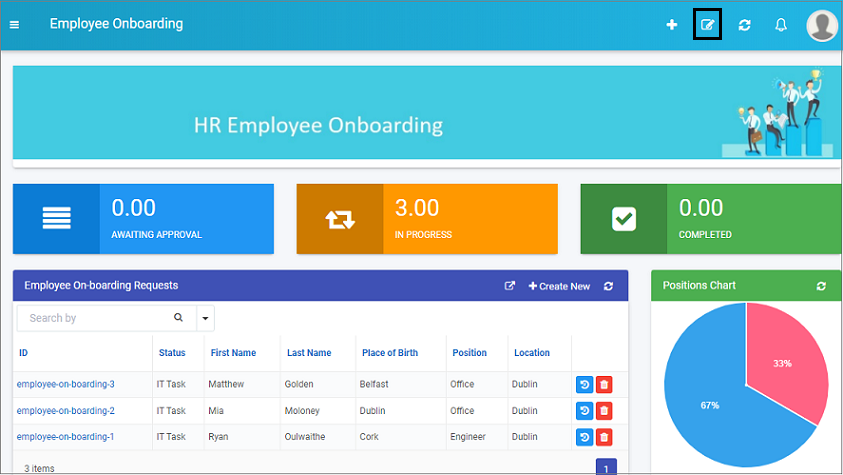 Employee Onboarding
HR Employee Onboarding
0.00
AWAITING APPROVAL
3.00
IN PROGRESS
0.00
COMPLETED
Employee On-boarding Requests
Create New
Search by
ID Status First Name Last Name Place of Birth Position Location
employee-on-boarding-3 IT Task Matthew Golden Belfast Office Dublin
employee-on-boarding-2 IT Task Mia Moloney Dublin Office Dublin
employee-on-boarding-1 IT Task Ryan Oulwaithe Cork Engineer Dublin
3 items 1
Positions Chart
33%
67%